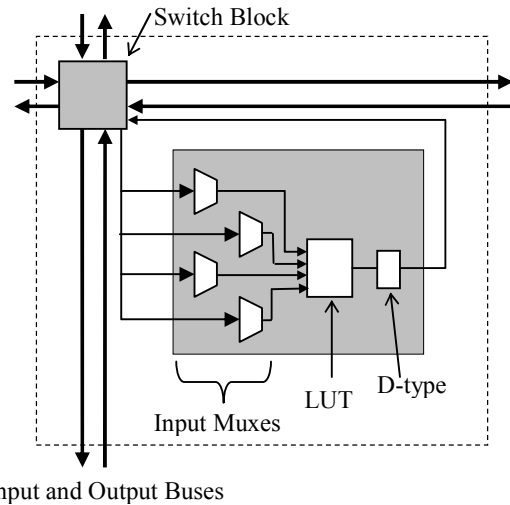 Switch Block
D-type
LUT
Input Muxes
nput and Output Buses